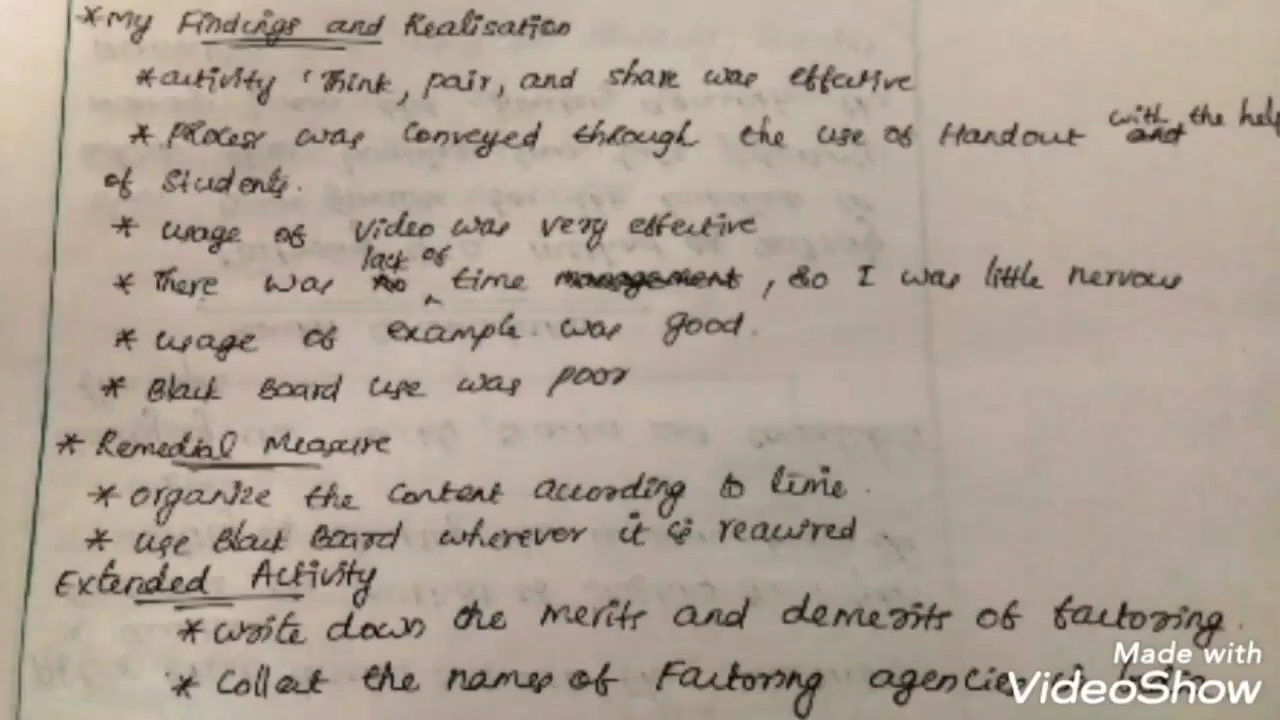 *My Findings and Realisation
*activity 'Think, pair, and share was effective
* Process was conveyed through the use of Handout with the help
of students.
* usage of video was very effective
* There was lack of time, so I was little nervous
* usage of example was good.
* Black Board use was poor
* Remedial Measure
* organize the content according to time.
* use Black Board wherever it is reauired
Extended Activity
*write down the merits and demerits of factoring.
* Collect the names of Factoring agencies
Made with
VideoShow